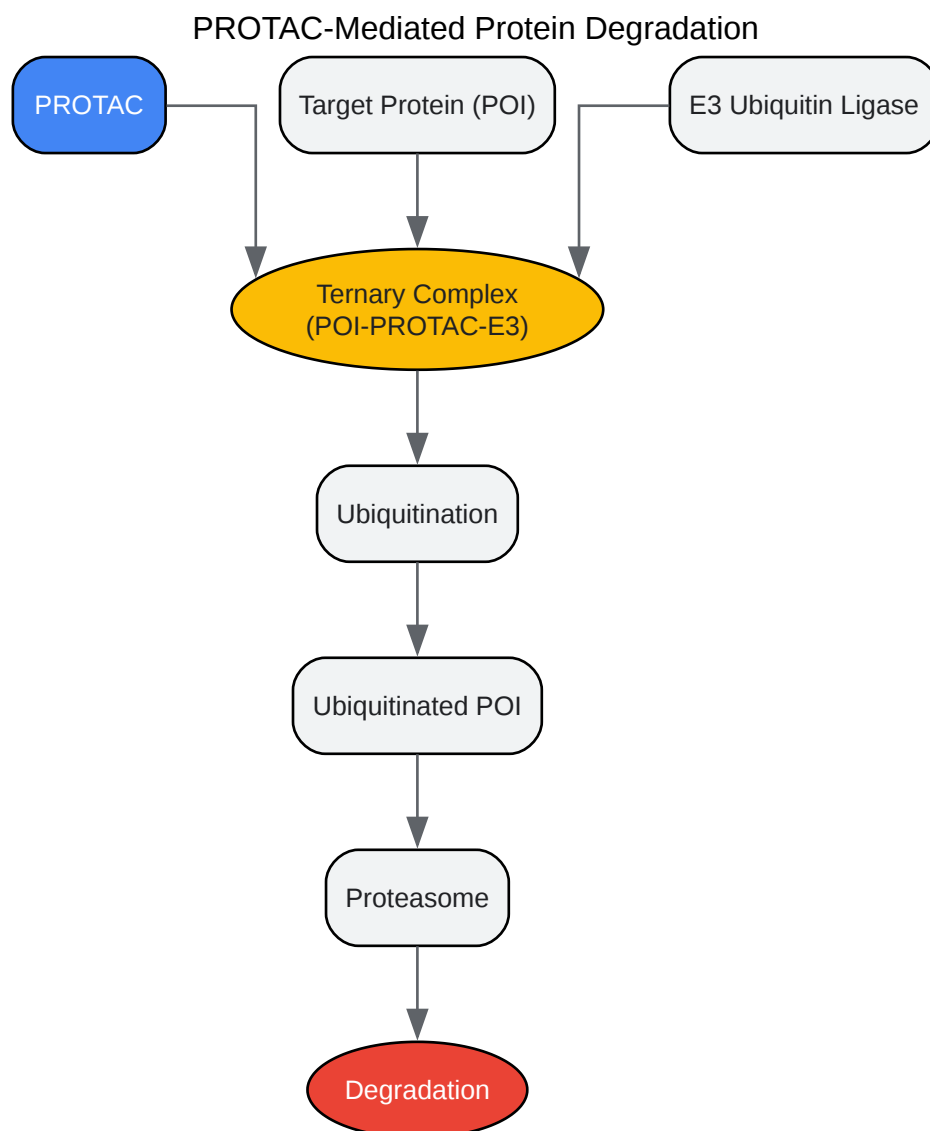 PROTAC-Mediated Protein Degradation
PROTAC
Target Protein (POI)
E3 Ubiquitin Ligase
Ternary Complex
(POI-PROTAC-E3)
Ubiquitination
Ubiquitinated POI
Proteasome
Degradation